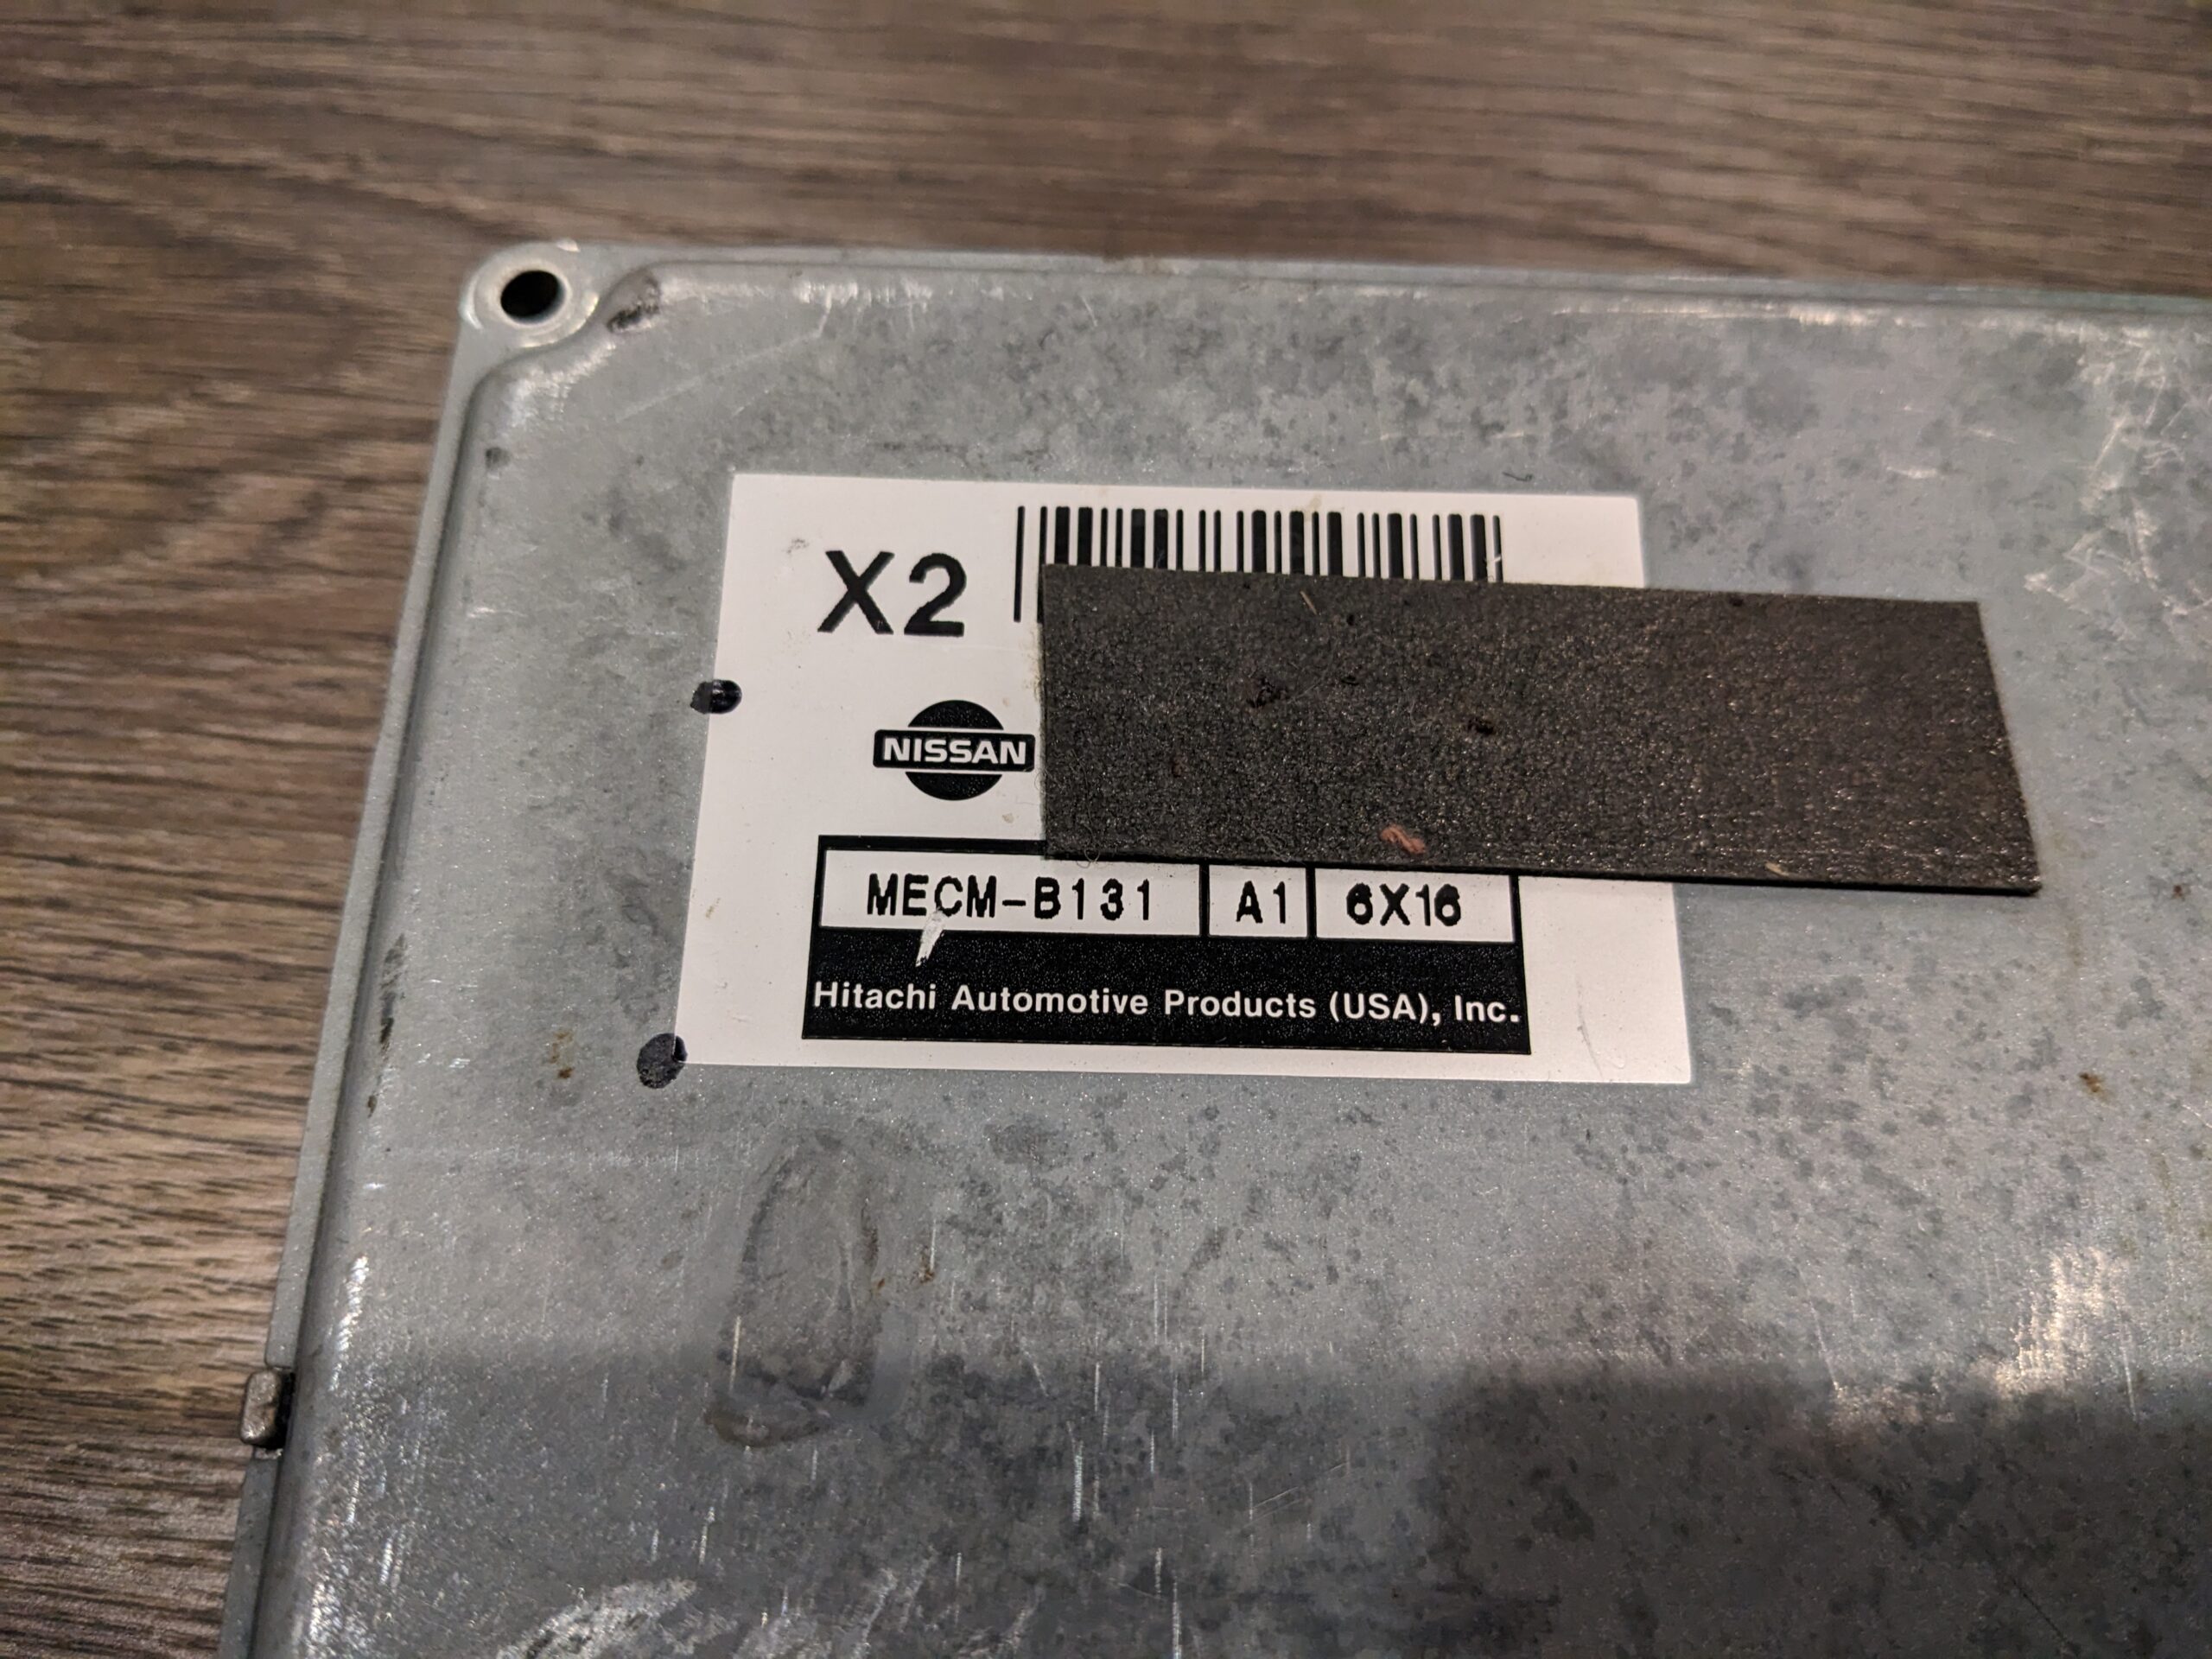 X2
NISSAN
MECM-B131 A1 6X16
Hitachi Automotive Products (USA), Inc.